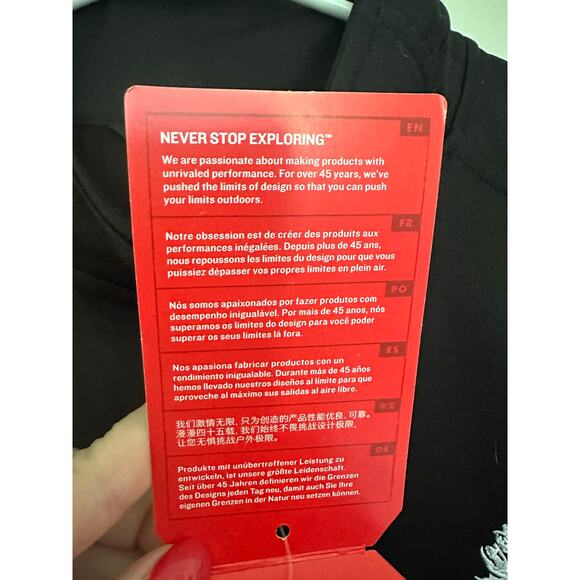 EN
NEVER STOP EXPLORING™
We are passionate about making products with
unrivaled performance. For over 45 years, we've
pushed the limits of design so that you can push
your limits outdoors.
FR
Notre obsession est de créer des produits aux
performances inégalées. Depuis plus de 45 ans,
nous repoussons les limites du design pour que vous
puissiez dépasser vos propres limites en plein air.
PO
Nós somos apaixonados por fazer produtos com
desempenho inigualável. Por mais de 45 anos, nós
superamos os limites do design para você poder
superar os seus limites lá fora.
ES
Nos apasiona fabricar productos con un
rendimiento inigualable. Durante más de 45 años
hemos llevado nuestros diseños al límite para que
aproveche al máximo sus salidas al aire libre.
中文
我们激情无限, 只为创造的产品性能优良、可靠。
漫漫四十五载, 我们始终不畏挑战设计极限,
让您无惧挑战户外极限。
DE
Produkte mit unübertroffener Leistung zu
entwickeln, ist unsere größte Leidenschaft.
Seit über 45 Jahren definieren wir die Grenzen
des Designs jeden Tag neu, damit auch Sie Ihre
eigenen Grenzen in der Natur neu setzen können.